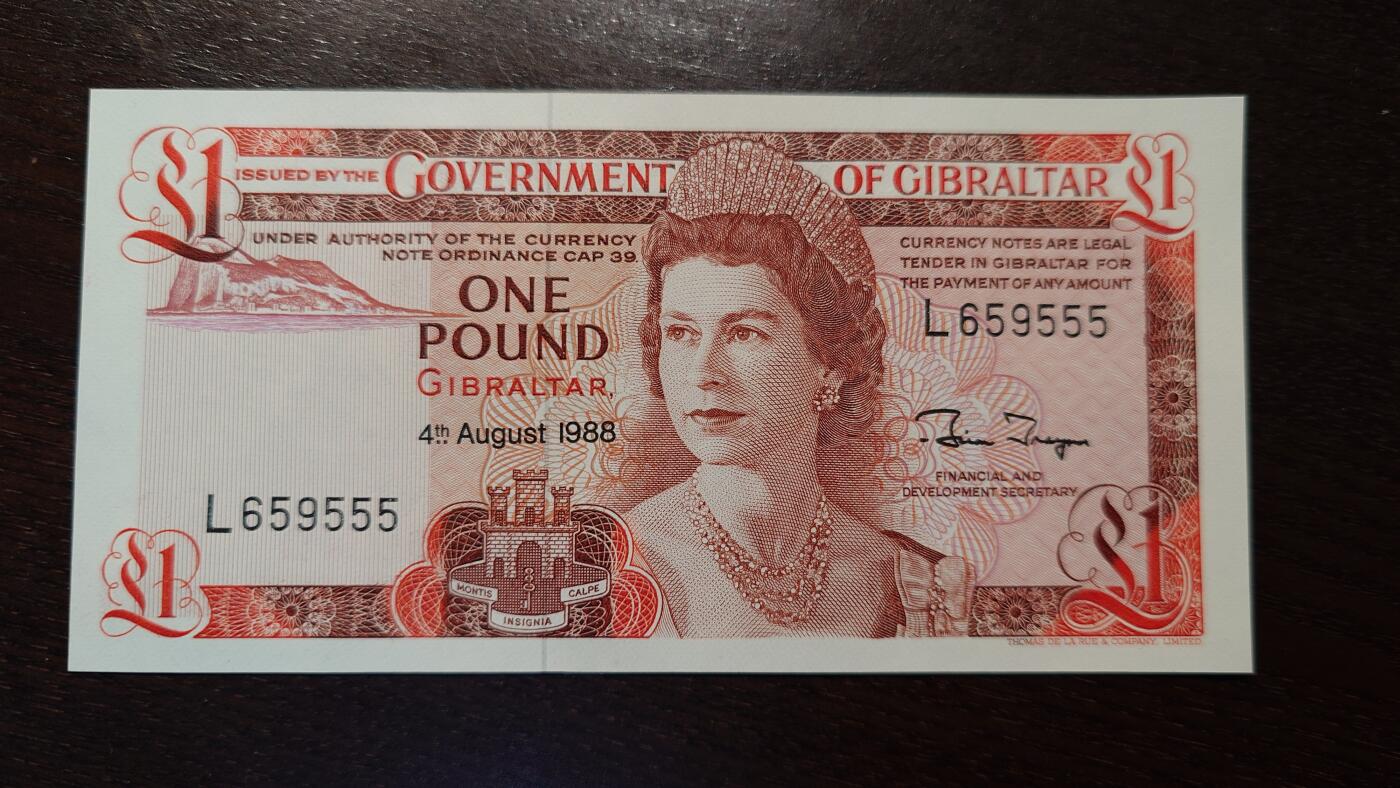 £1
ISSUED BY THE GOVERNMENT OF GIBRALTAR
£1
UNDER AUTHORITY OF THE CURRENCY
NOTE ORDINANCE CAP 39.
ONE
POUND
GIBRALTAR,
4th August 1988
CURRENCY NOTES ARE LEGAL
TENDER IN GIBRALTAR FOR
THE PAYMENT OF ANY AMOUNT
L659555
FINANCIAL AND
DEVELOPMENT SECRETARY
L659555
£1
MONTIS
CALPE
INSIGNIA
£1
THOMAS DE LA RUE & COMPANY, LIMITED.